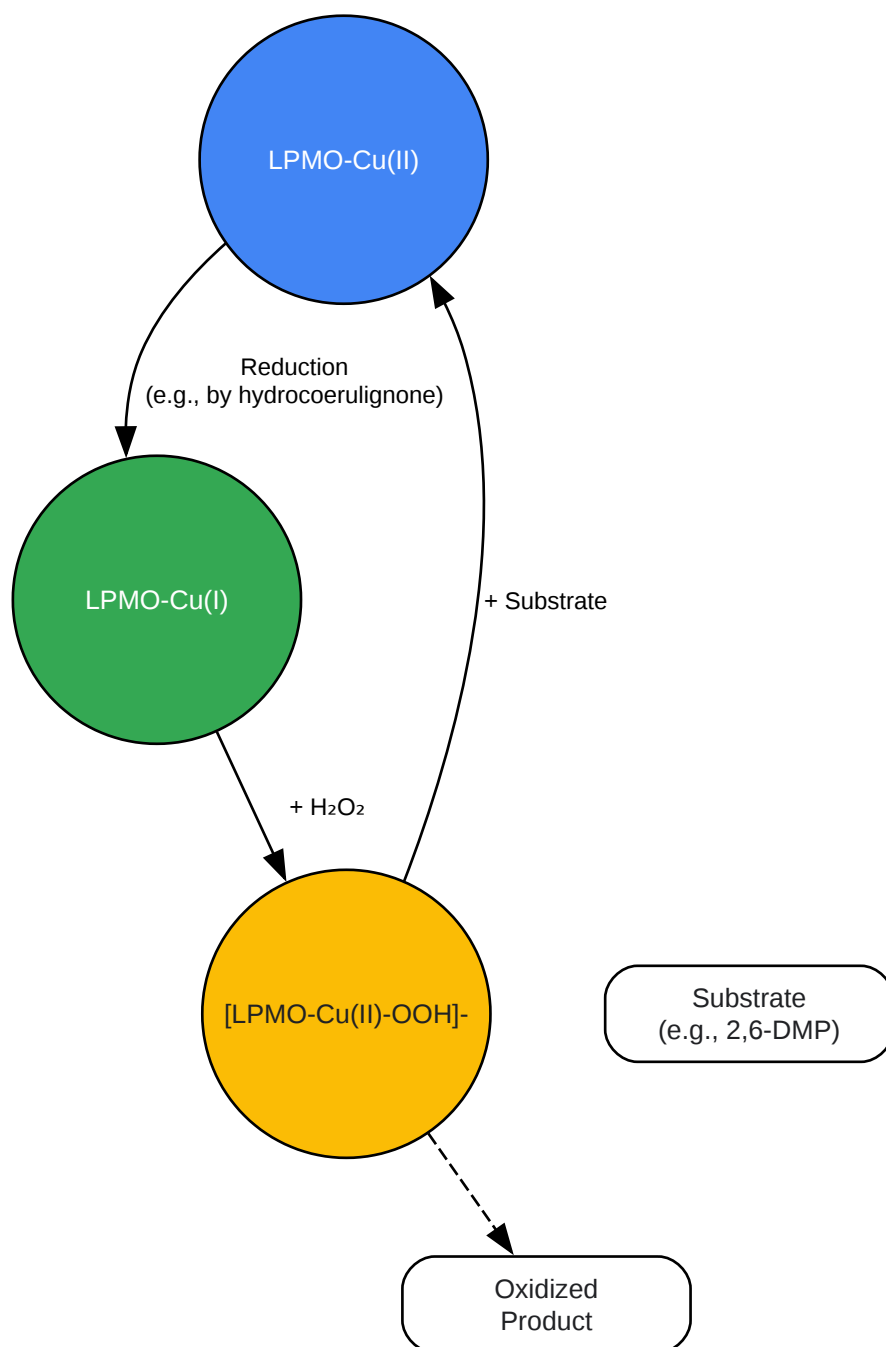 LPMO-Cu(II)
Reduction
(e.g., by hydrocoerulignone)
LPMO-Cu(I)
+ Substrate
+ H₂O₂
[LPMO-Cu(II)-OOH]-
Substrate
(e.g., 2,6-DMP)
Oxidized
Product